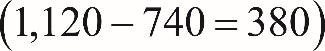 (1,120 − 740 = 380)